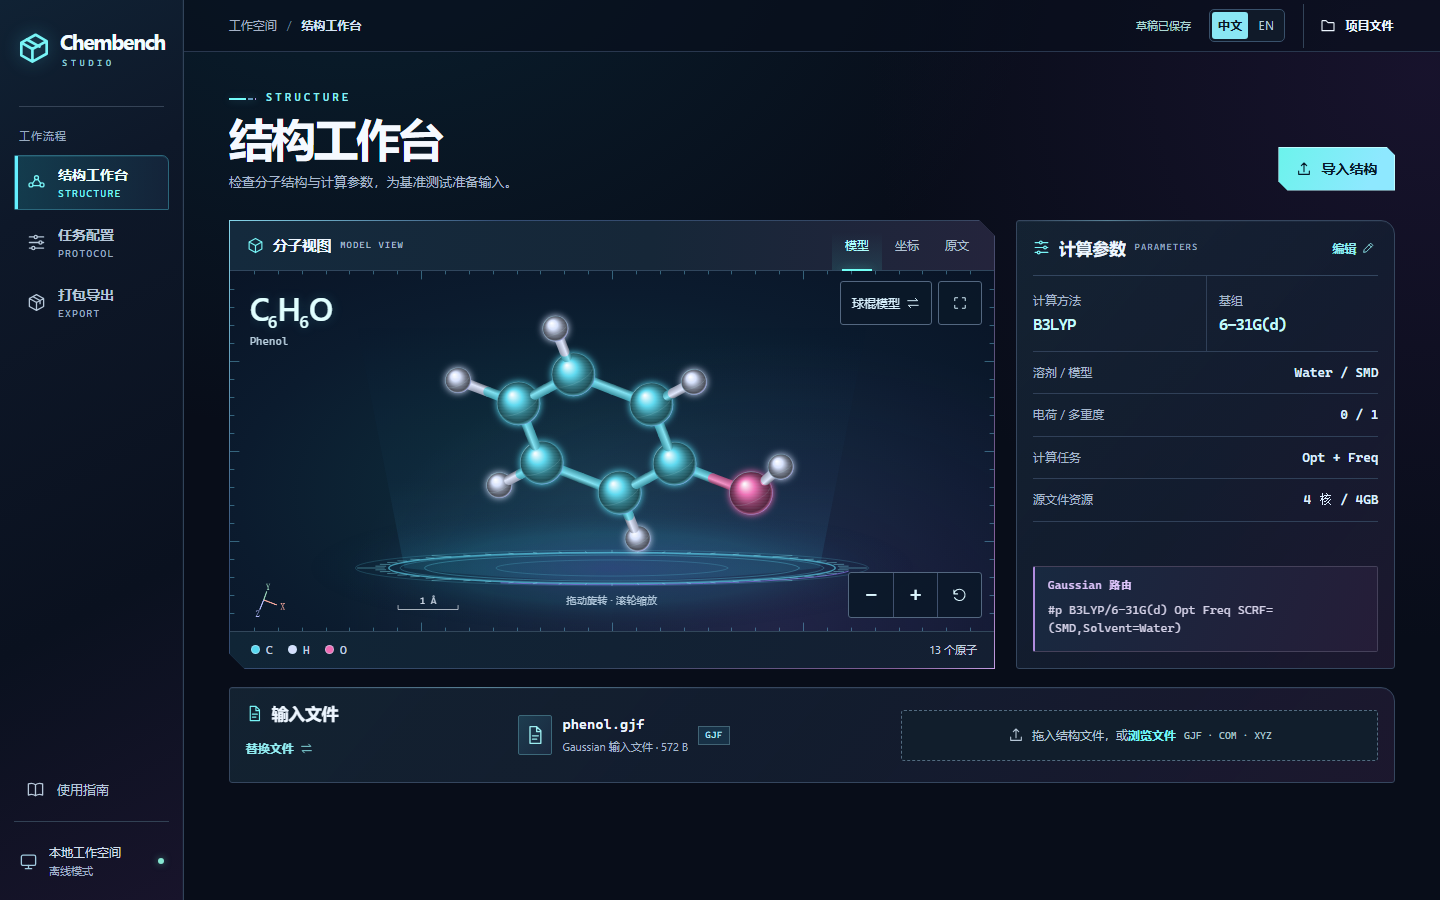 Chembench
STUDIO
工作流程
结构工作台
STRUCTURE
任务配置
PROTOCOL
打包导出
EXPORT
使用指南
本地工作空间
离线模式
工作空间 / 结构工作台
草稿已保存
中文 EN
项目文件
STRUCTURE
结构工作台
检查分子结构与计算参数，为基准测试准备输入。
导入结构
分子视图 MODEL VIEW
模型 坐标 原文
C6H6O
Phenol
球棍模型
Y
X
Z
1 Å
拖动旋转 · 滚轮缩放
− +
C H O
13 个原子
计算参数 PARAMETERS
编辑
计算方法
B3LYP
基组
6-31G(d)
溶剂 / 模型 Water / SMD
电荷 / 多重度 0 / 1
计算任务 Opt + Freq
源文件资源 4 核 / 4GB
Gaussian 路由
#p B3LYP/6-31G(d) Opt Freq SCRF=
(SMD,Solvent=Water)
输入文件
替换文件
phenol.gjf
Gaussian 输入文件 · 572 B
GJF
拖入结构文件，或浏览文件 GJF · COM · XYZ